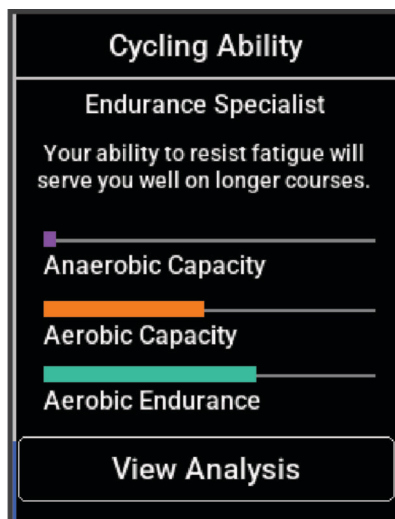 Cycling Ability
Endurance Specialist
Your ability to resist fatigue will
serve you well on longer courses.
Anaerobic Capacity
Aerobic Capacity
Aerobic Endurance
View Analysis